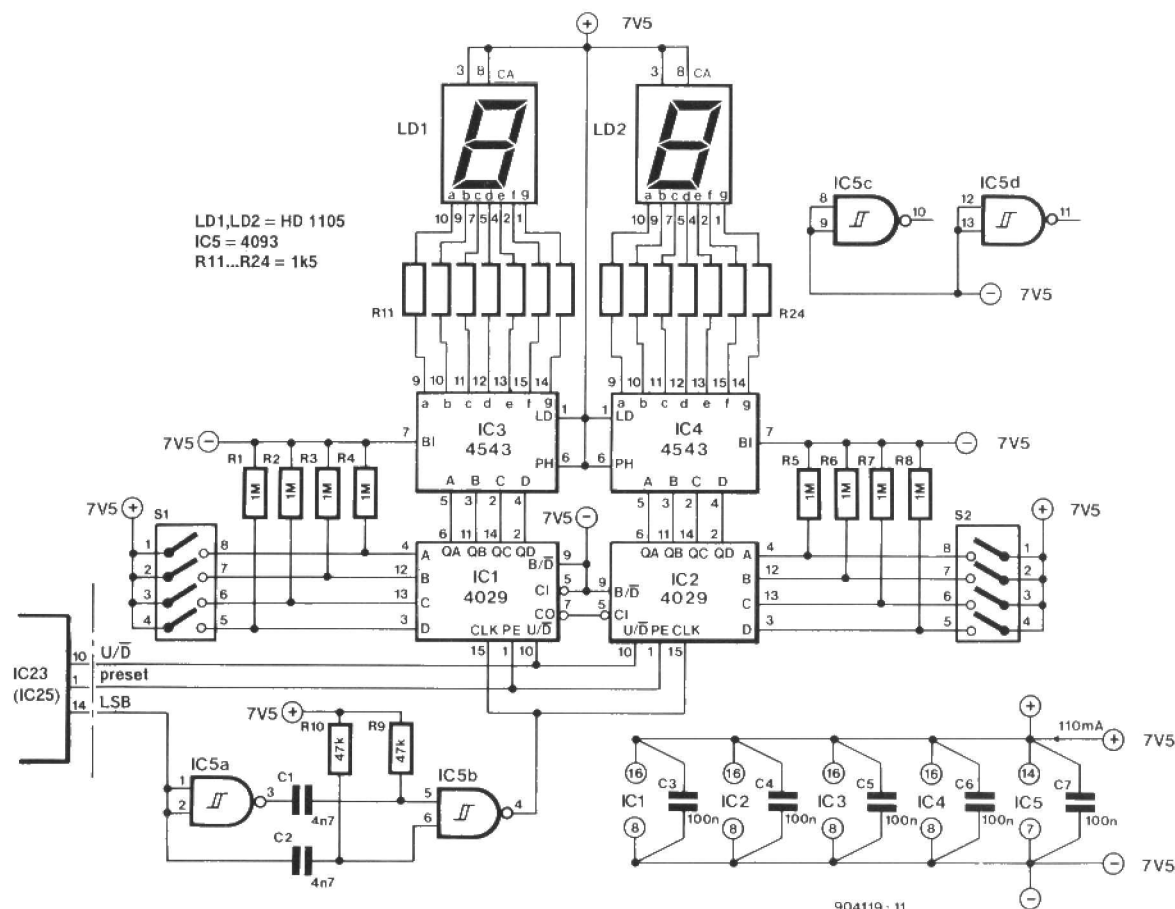 7V5
3 8 CA
3 8 CA
LD1
LD2
a b c d e f g
a b c d e f g
10 9 7 5 4 2 1
10 9 7 5 4 2 1
LD1,LD2 = HD 1105
IC5 = 4093
R11...R24 = 1k5
IC5c
8
9
10
IC5d
12
13
11
7V5
R11
R24
9 10 11 12 13 15 14
9 10 11 12 13 15 14
a b c d e f g
a b c d e f g
LD 1
1 LD
IC3
4543
IC4
4543
7V5
7 BI
BI 7
7V5
PH 6
6 PH
R1 R2 R3 R4
1M 1M 1M 1M
R5 R6 R7 R8
1M 1M 1M 1M
A B C D
A B C D
5 3 2 4
5 3 2 4
7V5
7V5
7V5
S1
S2
6 11 14 2
6 11 14 2
QA QB QC QD
QA QB QC QD
1 8 4 A
2 7 12 B
3 6 13 C
4 5 3 D
B/D̅ 9
CI 5
CO 7
IC1
4029
CLK PE U/D̅
15 1 10
9 B/D̅
5 CI
IC2
4029
U/D̅ PE CLK
10 1 15
A 4 8 1
B 12 7 2
C 13 6 3
D 3 5 4
IC23
(IC25)
10 U/D̅
1 preset
14 LSB
7V5
R10
47k
R9
47k
IC5a
1
2
3
C1
4n7
C2
4n7
IC5b
5
6
4
110mA
7V5
16 16 16 16 14
IC1 IC2 IC3 IC4 IC5
C3 C4 C5 C6 C7
100n 100n 100n 100n 100n
8 8 8 8 7
7V5
904119 - 11